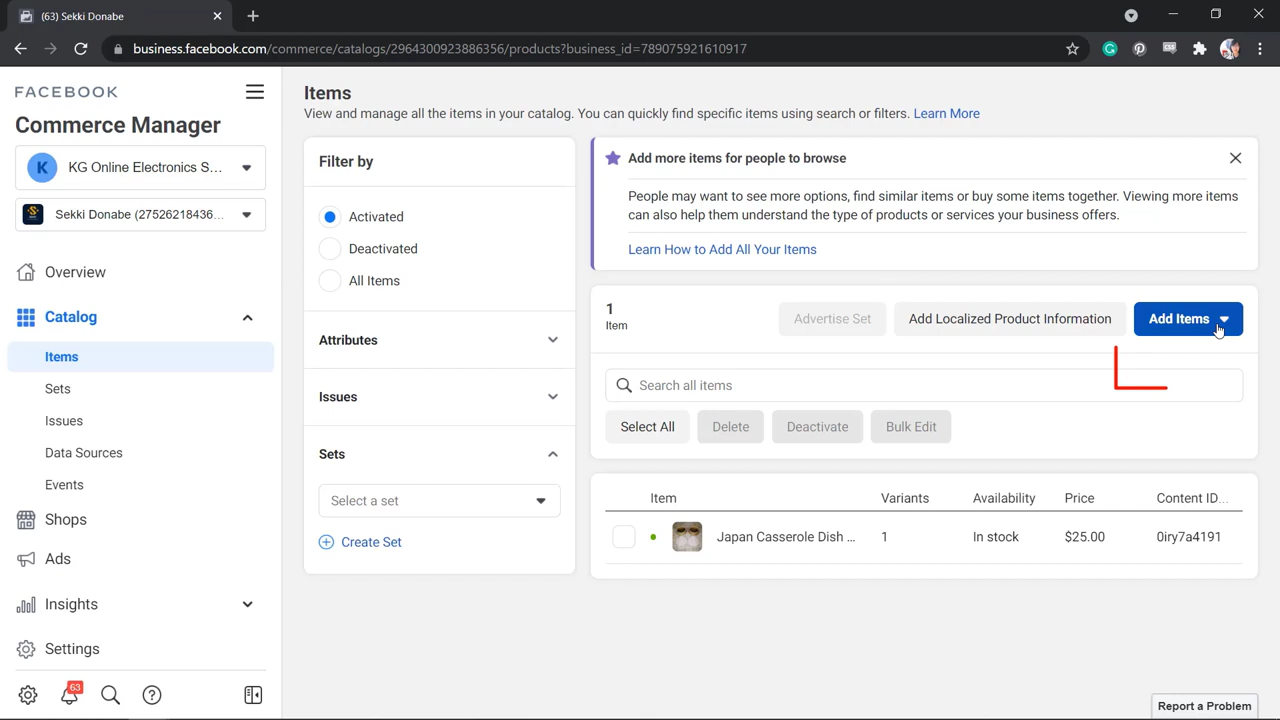 (63) Sekki Donabe
business.facebook.com/commerce/catalogs/2964300923886356/products?business_id=789075921610917
FACEBOOK
Commerce Manager
K KG Online Electronics S...
Sekki Donabe (27526218436...
Overview
Catalog
Items
Sets
Issues
Data Sources
Events
Shops
Ads
Insights
Settings
63
Items
View and manage all the items in your catalog. You can quickly find specific items using search or filters. Learn More
Filter by
Activated
Deactivated
All Items
Attributes
Issues
Sets
Select a set
Create Set
Add more items for people to browse
People may want to see more options, find similar items or buy some items together. Viewing more items
can also help them understand the type of products or services your business offers.
Learn How to Add All Your Items
1
Item
Advertise Set Add Localized Product Information Add Items
Search all items
Select All Delete Deactivate Bulk Edit
Item Variants Availability Price Content ID...
Japan Casserole Dish ... 1 In stock $25.00 0iry7a4191
Report a Problem